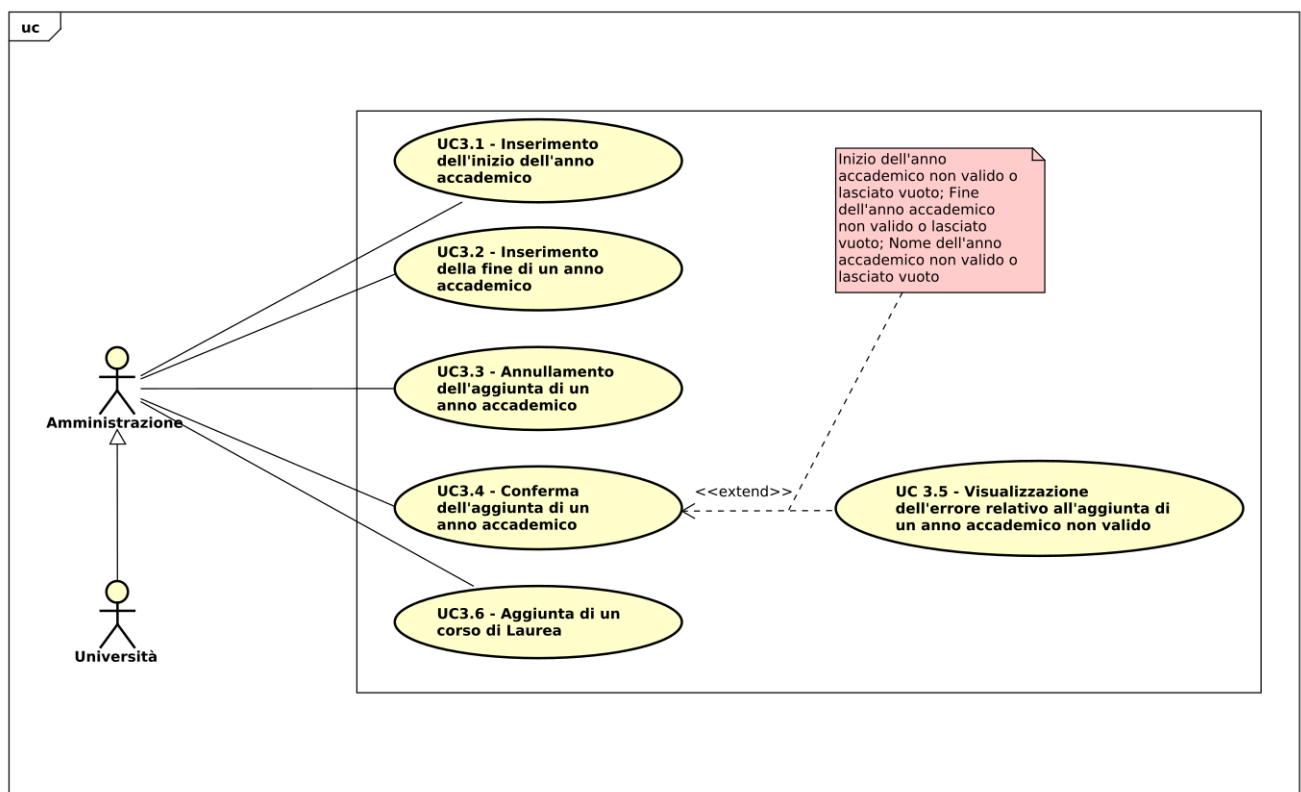 uc
UC3.1 - Inserimento
dell'inizio dell'anno
accademico
Inizio dell'anno
accademico non valido o
lasciato vuoto; Fine
dell'anno accademico
non valido o lasciato
vuoto; Nome dell'anno
accademico non valido o
lasciato vuoto
UC3.2 - Inserimento
della fine di un anno
accademico
UC3.3 - Annullamento
dell'aggiunta di un
anno accademico
Amministrazione
UC3.4 - Conferma
dell'aggiunta di un
anno accademico
<<extend>>
UC 3.5 - Visualizzazione
dell'errore relativo all'aggiunta di
un anno accademico non valido
UC3.6 - Aggiunta di un
corso di Laurea
Università